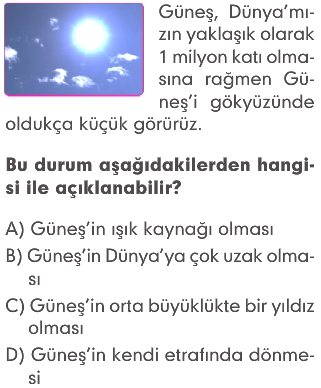 Güneş, Dünya’mı-
zın yaklaşık olarak
1 milyon katı olma-
sına rağmen Gü-
neş’i gökyüzünde
oldukça küçük görürüz.
Bu durum aşağıdakilerden hangi-
si ile açıklanabilir?
A) Güneş’in ışık kaynağı olması
B) Güneş’in Dünya’ya çok uzak olma-
sı
C) Güneş’in orta büyüklükte bir yıldız
olması
D) Güneş’in kendi etrafında dönme-
si